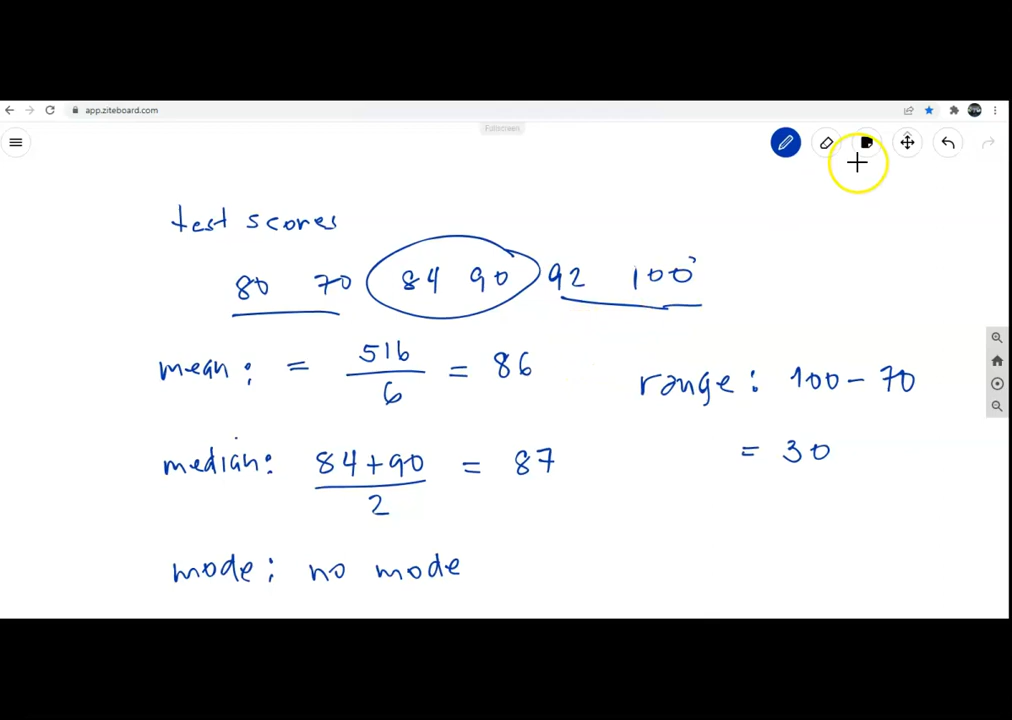 app.ziteboard.com
Fullscreen
test scores
80 70 84 90 92 100
mean: = 516/6 = 86
range: 100 - 70
= 30
median: 84+90/2 = 87
mode: no mode